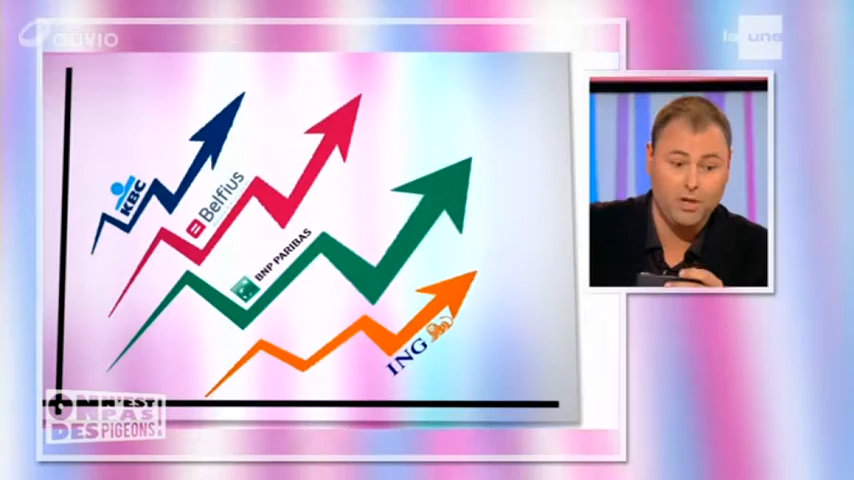 auvio
la une
KBC
Belfius
BNP PARIBAS
ING
ON N'EST
PAS
DES PIGEONS!